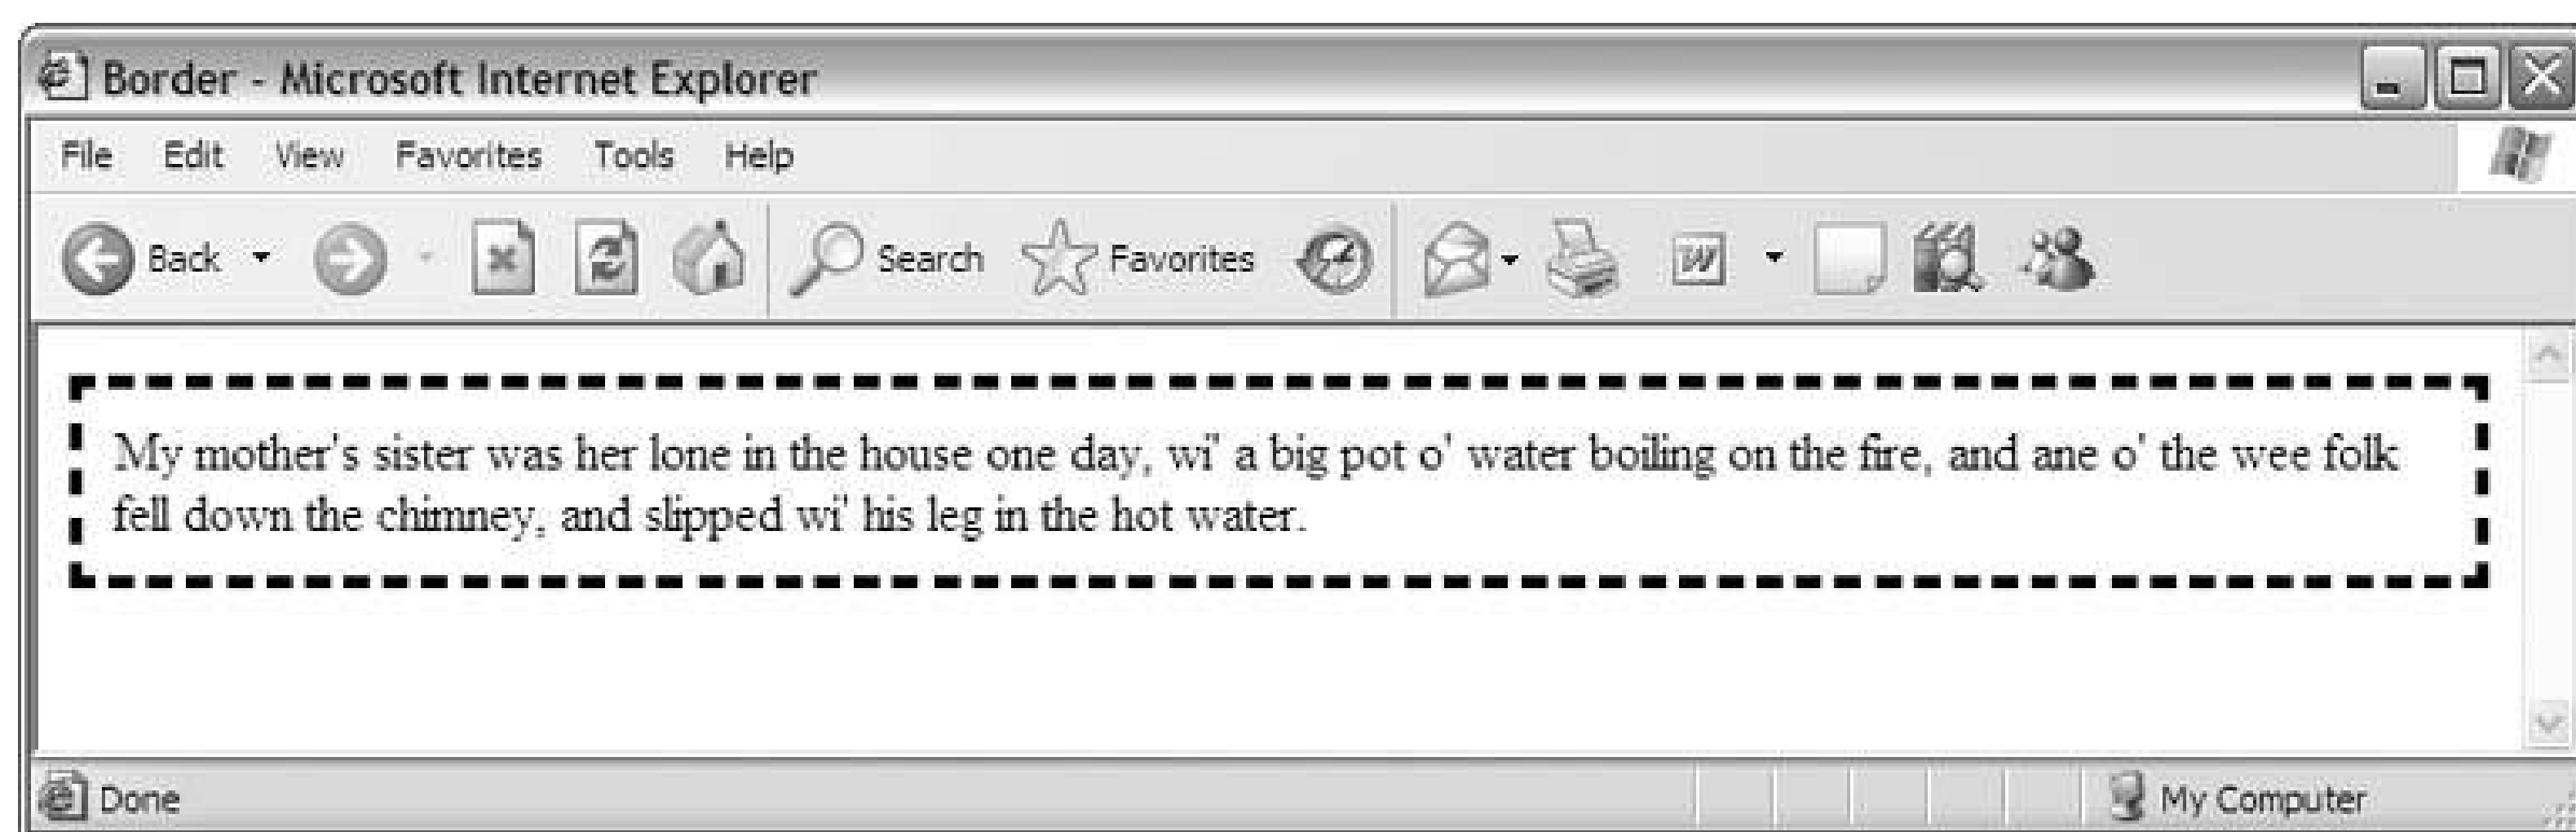 Border - Microsoft Internet Explorer
File Edit View Favorites Tools Help
Back Search Favorites W
My mother's sister was her lone in the house one day, wi' a big pot o' water boiling on the fire, and ane o' the wee folk
fell down the chimney, and slipped wi' his leg in the hot water.
Done My Computer